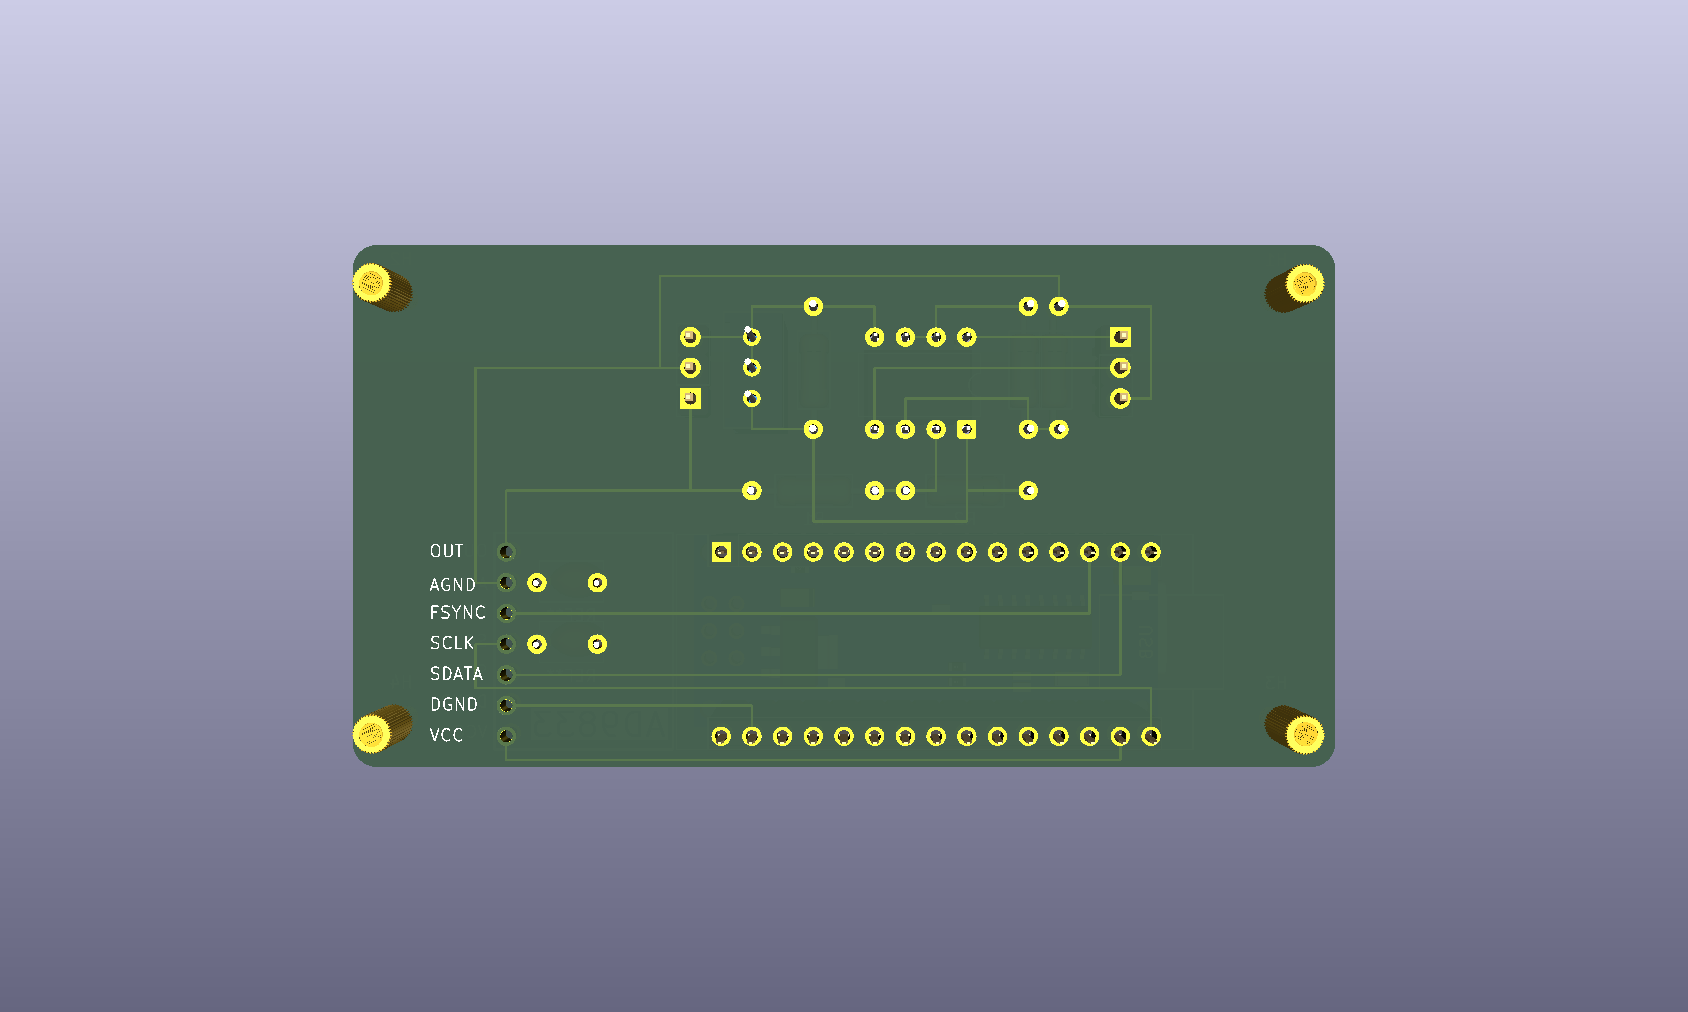 OUT
AGND
FSYNC
SCLK
SDATA
DGND
VCC